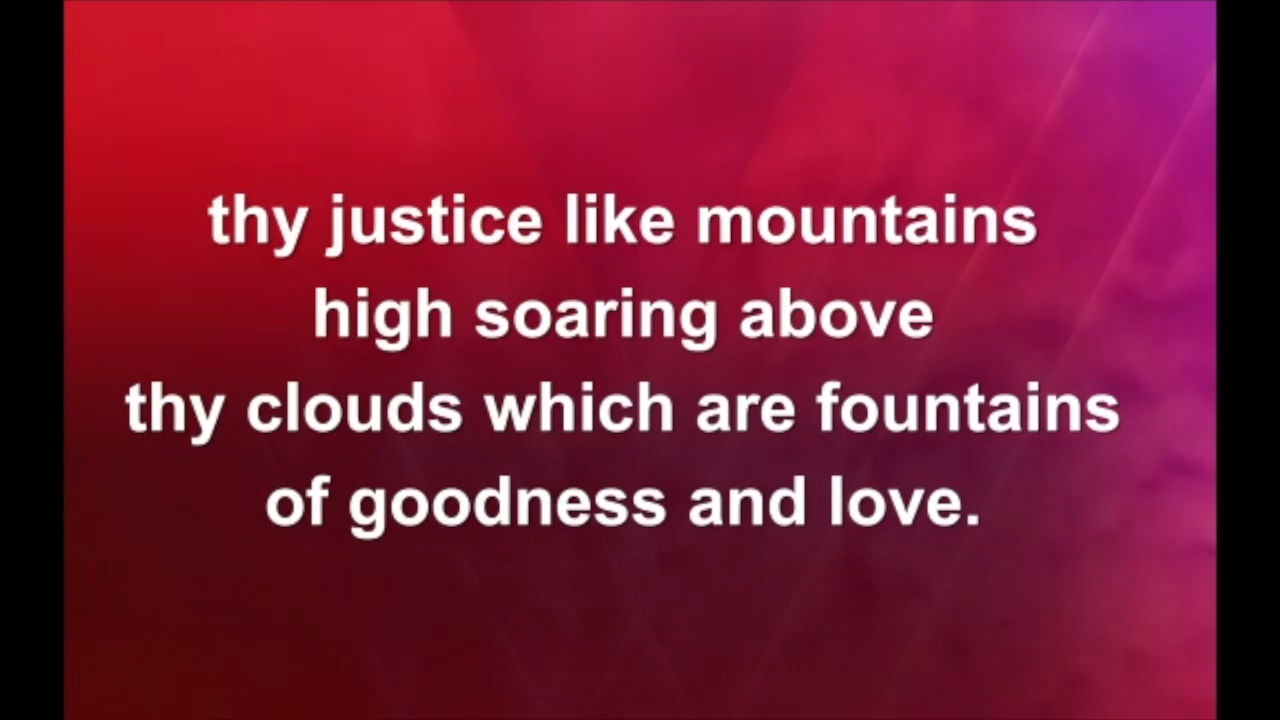 thy justice like mountains
high soaring above
thy clouds which are fountains
of goodness and love.